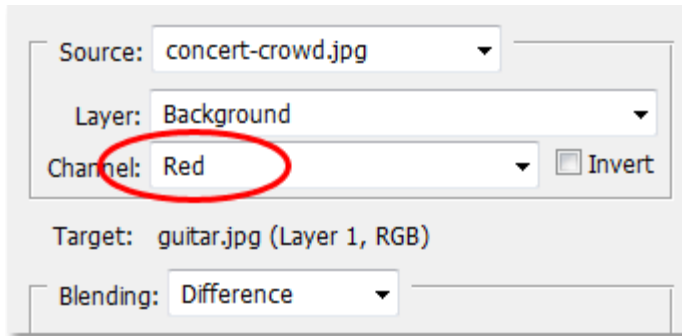 Source: concert-crowd.jpg
Layer: Background
Channel: Red Invert
Target: guitar.jpg (Layer 1, RGB)
Blending: Difference